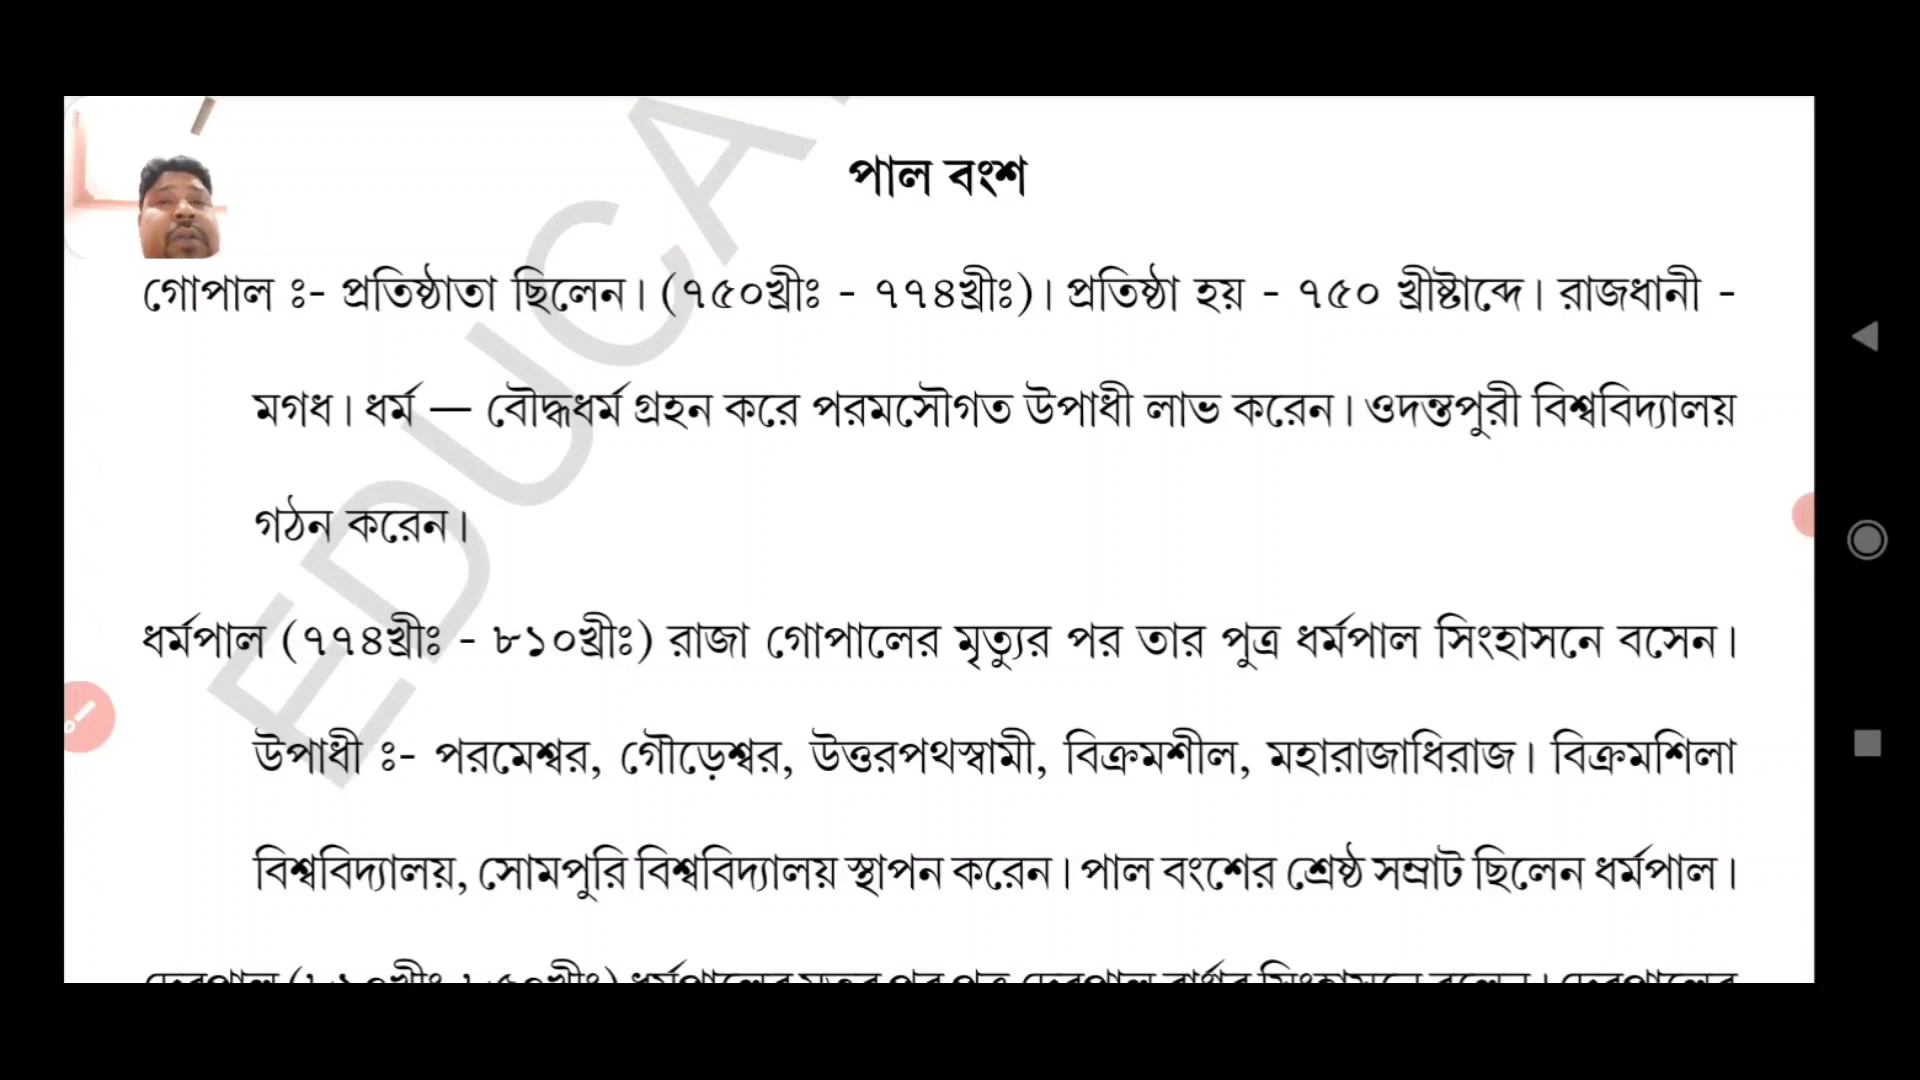 পাল বংশ
গোপাল ঃ- প্রতিষ্ঠাতা ছিলেন। (৭৫০খ্রীঃ - ৭৭৪খ্রীঃ)। প্রতিষ্ঠা হয় - ৭৫০ খ্রীষ্টাব্দে। রাজধানী -
মগধ। ধর্ম — বৌদ্ধধর্ম গ্রহন করে পরমসৌগত উপাধী লাভ করেন। ওদন্তপুরী বিশ্ববিদ্যালয়
গঠন করেন।
ধর্মপাল (৭৭৪খ্রীঃ - ৮১০খ্রীঃ) রাজা গোপালের মৃত্যুর পর তার পুত্র ধর্মপাল সিংহাসনে বসেন।
উপাধী ঃ- পরমেশ্বর, গৌড়েশ্বর, উত্তরপথস্বামী, বিক্রমশীল, মহারাজাধিরাজ। বিক্রমশিলা
বিশ্ববিদ্যালয়, সোমপুরি বিশ্ববিদ্যালয় স্থাপন করেন। পাল বংশের শ্রেষ্ঠ সম্রাট ছিলেন ধর্মপাল।
EDUCA